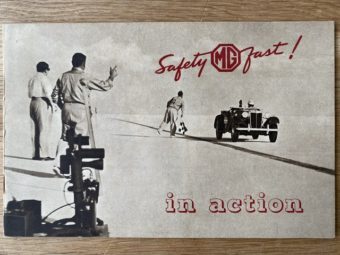 Safety MG fast!
in action